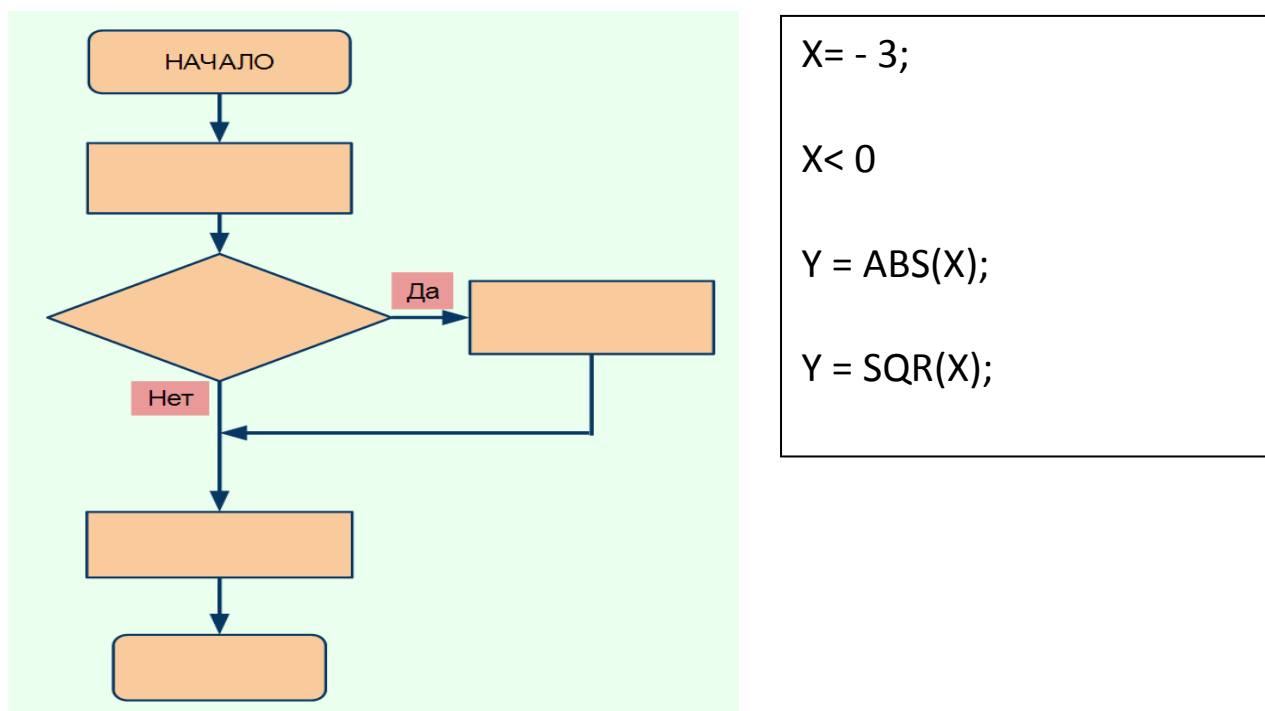 НАЧАЛО
Да
Нет
X= - 3;
X< 0
Y = ABS(X);
Y = SQR(X);